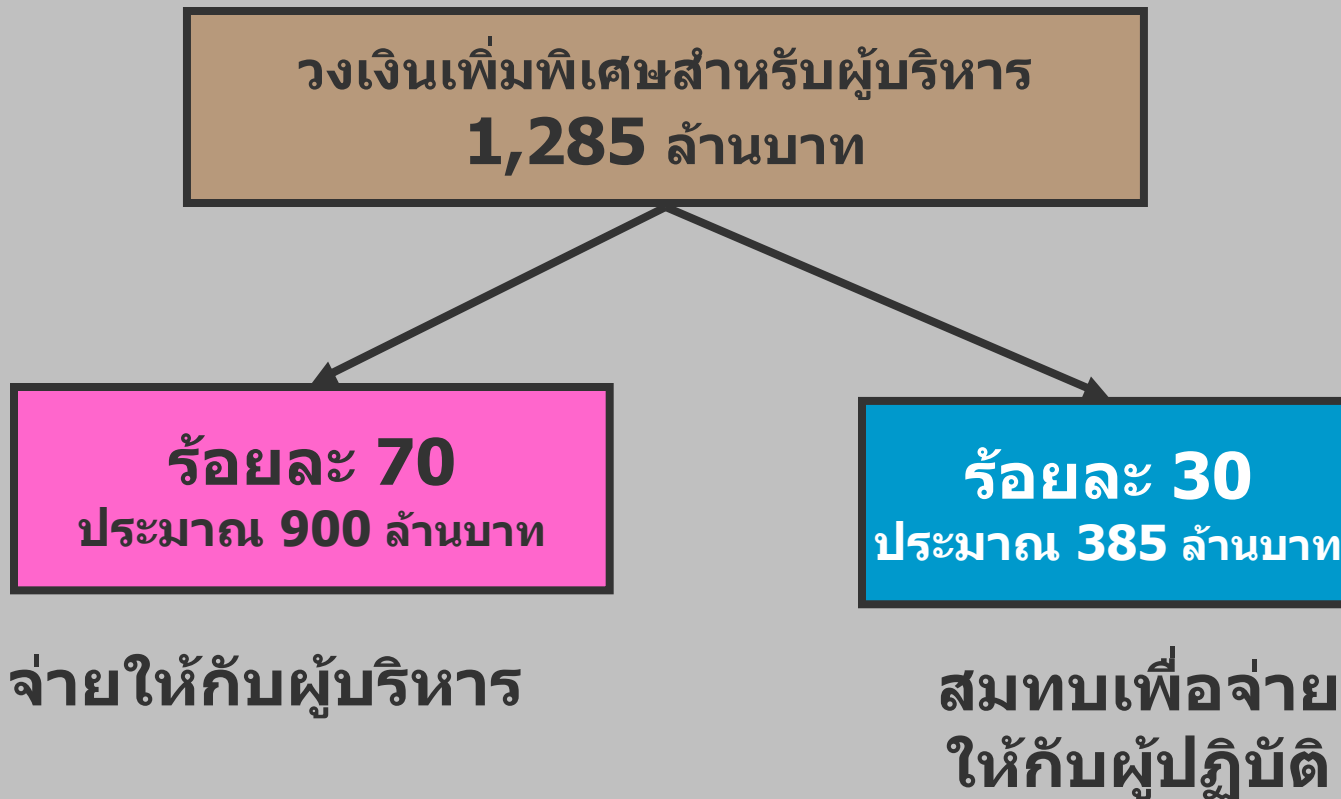 วงเงินเพิ่มพิเศษสำหรับผู้บริหาร
1,285 ล้านบาท
ร้อยละ 70
ประมาณ 900 ล้านบาท
ร้อยละ 30
ประมาณ 385 ล้านบาท
จ่ายให้กับผู้บริหาร
สมทบเพื่อจ่าย
ให้กับผู้ปฏิบัติ